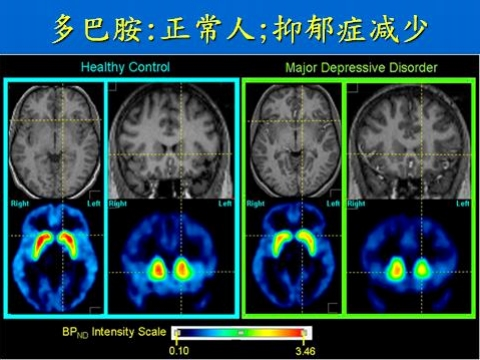 多巴胺:正常人;抑郁症减少
Healthy Control
Major Depressive Disorder
Right Left Right Left Right Left Right Left
BPND Intensity Scale
0.10 3.46